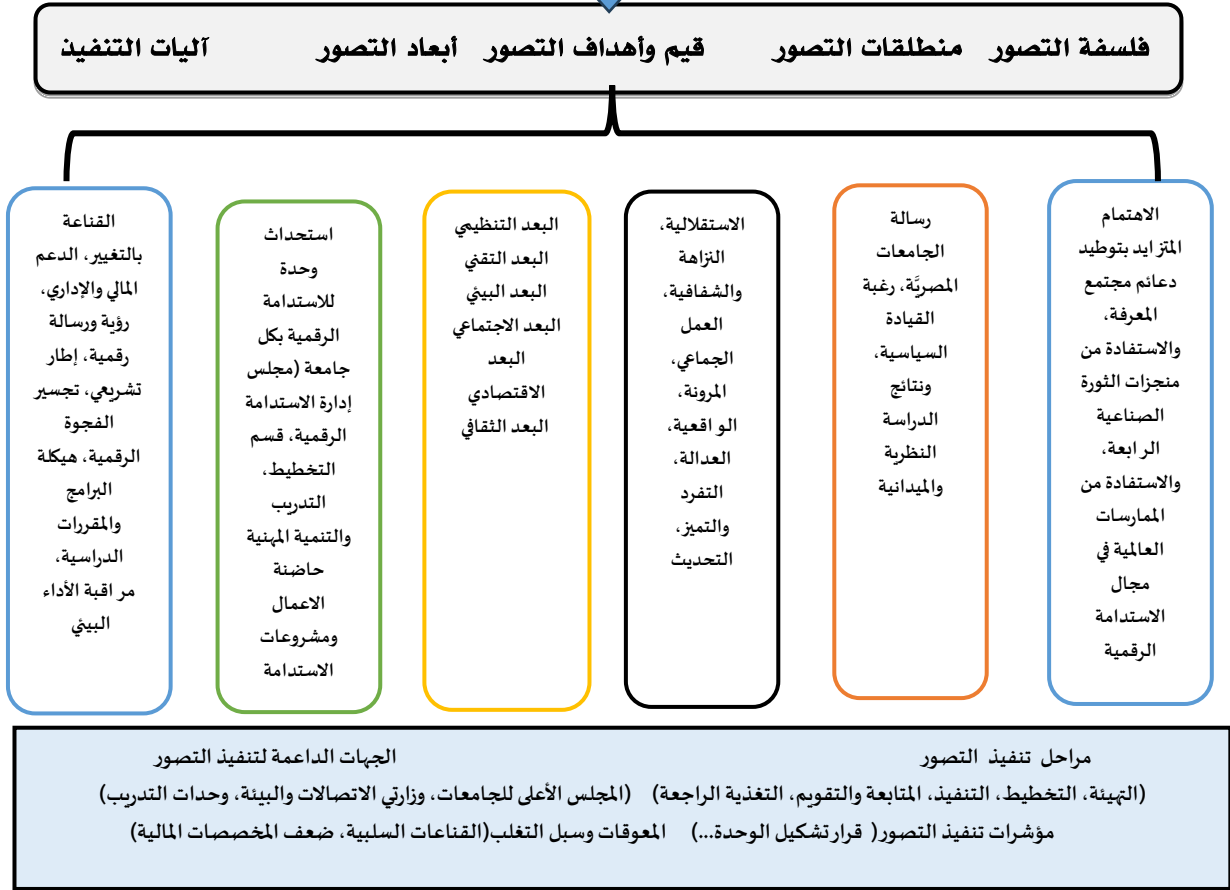 فلسفة التصور منطلقات التصور قيم وأهداف التصور أبعاد التصور آليات التنفيذ
الاهتمام
المتزايد بتوطيد
دعائم مجتمع
المعرفة،
والاستفادة من
منجزات الثورة
الصناعية
الرابعة،
والاستفادة من
الممارسات
العالمية في
مجال
الاستدامة
الرقمية
رسالة
الجامعات
المصريَّة، رغبة
القيادة
السياسية،
ونتائج
الدراسة
النظرية
والميدانية
الاستقلالية،
النزاهة
والشفافية،
العمل
الجماعي،
المرونة،
الواقعية،
العدالة،
التفرد
والتميز،
التحديث
البعد التنظيمي
البعد التقني
البعد البيئي
البعد الاجتماعي
البعد
الاقتصادي
البعد الثقافي
استحداث
وحدة
للاستدامة
الرقمية بكل
جامعة (مجلس
إدارة الاستدامة
الرقمية، قسم
التخطيط،
التدريب
والتنمية المهنية
حاضنة
الاعمال
ومشروعات
الاستدامة
القناعة
بالتغيير، الدعم
المالي والإداري،
رؤية ورسالة
رقمية، إطار
تشريعي، تجسير
الفجوة
الرقمية، هيكلة
البرامج
والمقررات
الدراسية،
مراقبة الأداء
البيئي
مراحل تنفيذ التصور الجهات الداعمة لتنفيذ التصور
(التهيئة، التخطيط، التنفيذ، المتابعة والتقويم، التغذية الراجعة) (المجلس الأعلى للجامعات، وزارتي الاتصالات والبيئة، وحدات التدريب)
مؤشرات تنفيذ التصور( قرار تشكيل الوحدة...) المعوقات وسبل التغلب(القناعات السلبية، ضعف المخصصات المالية)